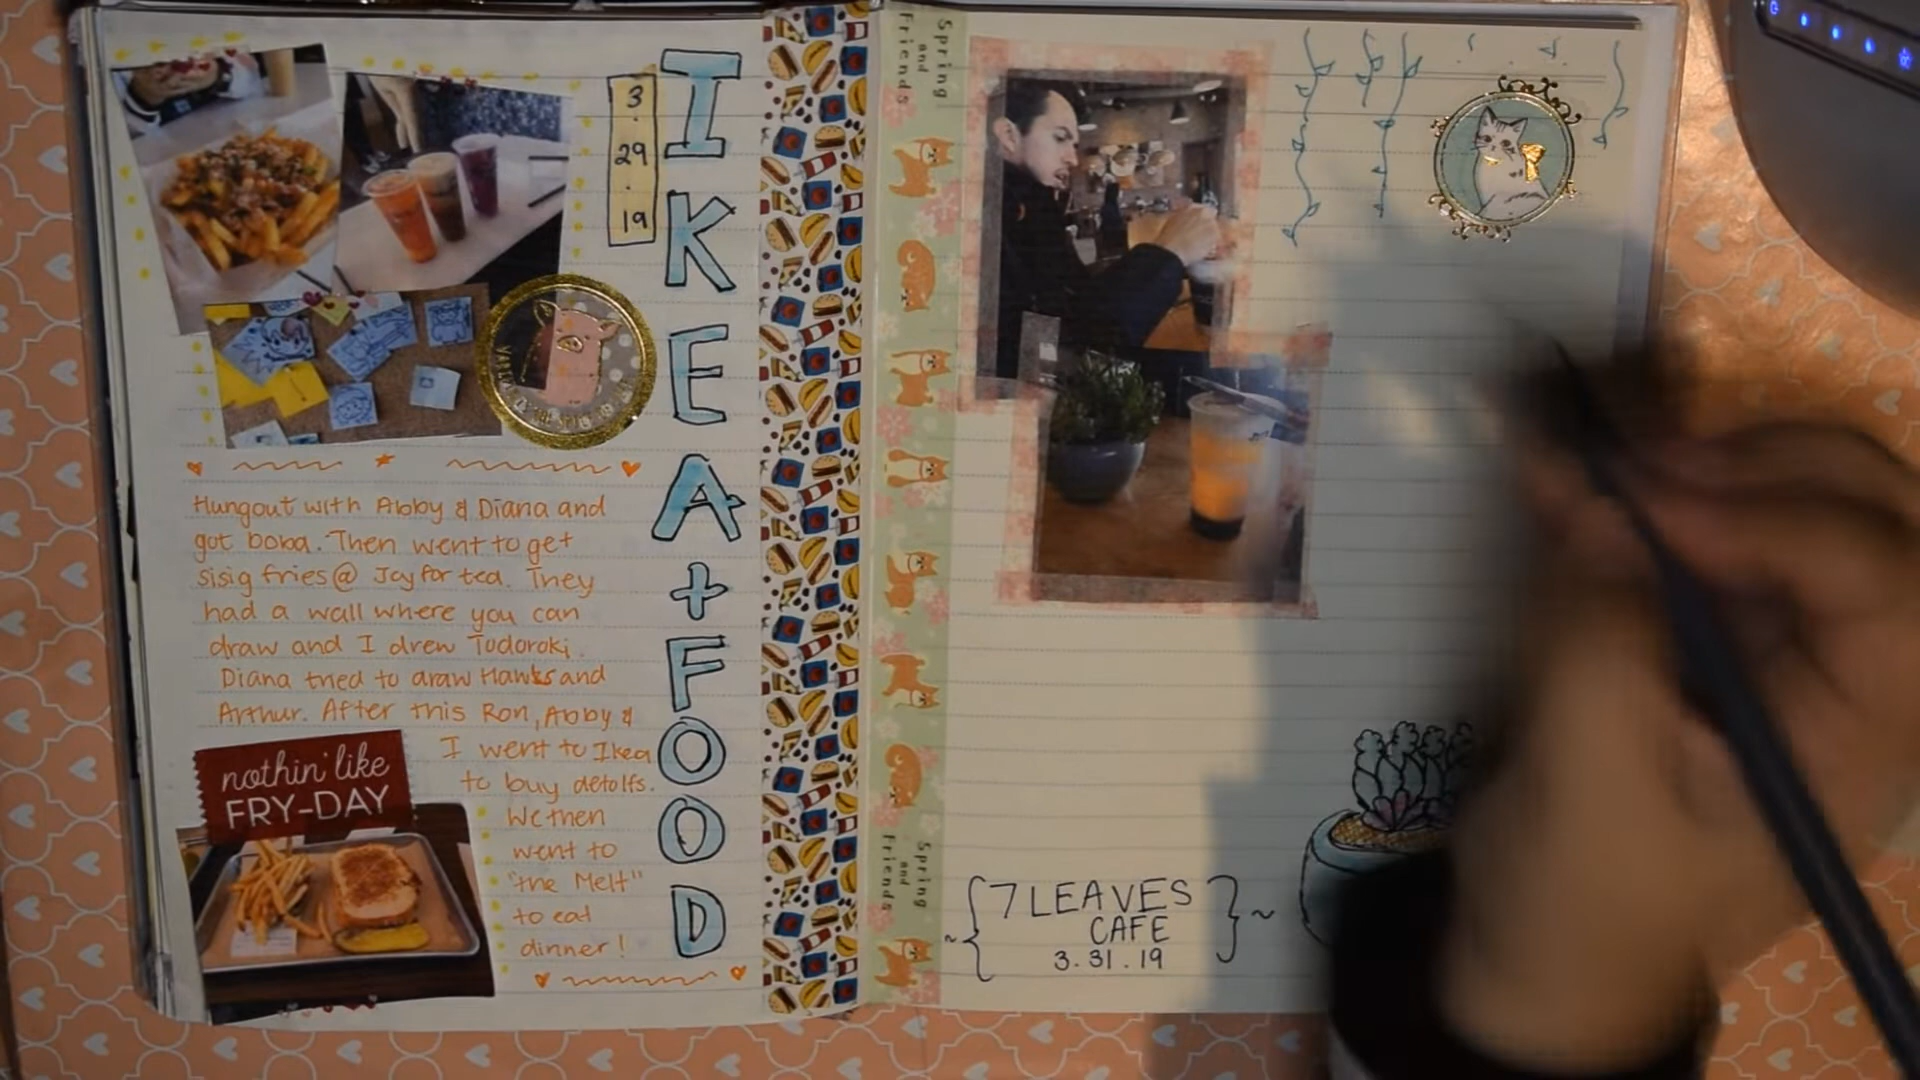 3
.
29
.
19
IKEA+FOOD
Hungout with Abby & Diana and
got boba. Then went to get
sisig fries @ Joy for tea. They
had a wall where you can
draw and I drew Todoroki.
Diana tried to draw Hawks and
Arthur. After this Ron, Abby &
I went to Ikea
to buy detolfs.
We then
went to
"the Melt"
to eat
dinner!
nothin' like
FRY-DAY
Spring
and
Friends
Spring
and
Friends
~{7 LEAVES}~
CAFE
3.31.19